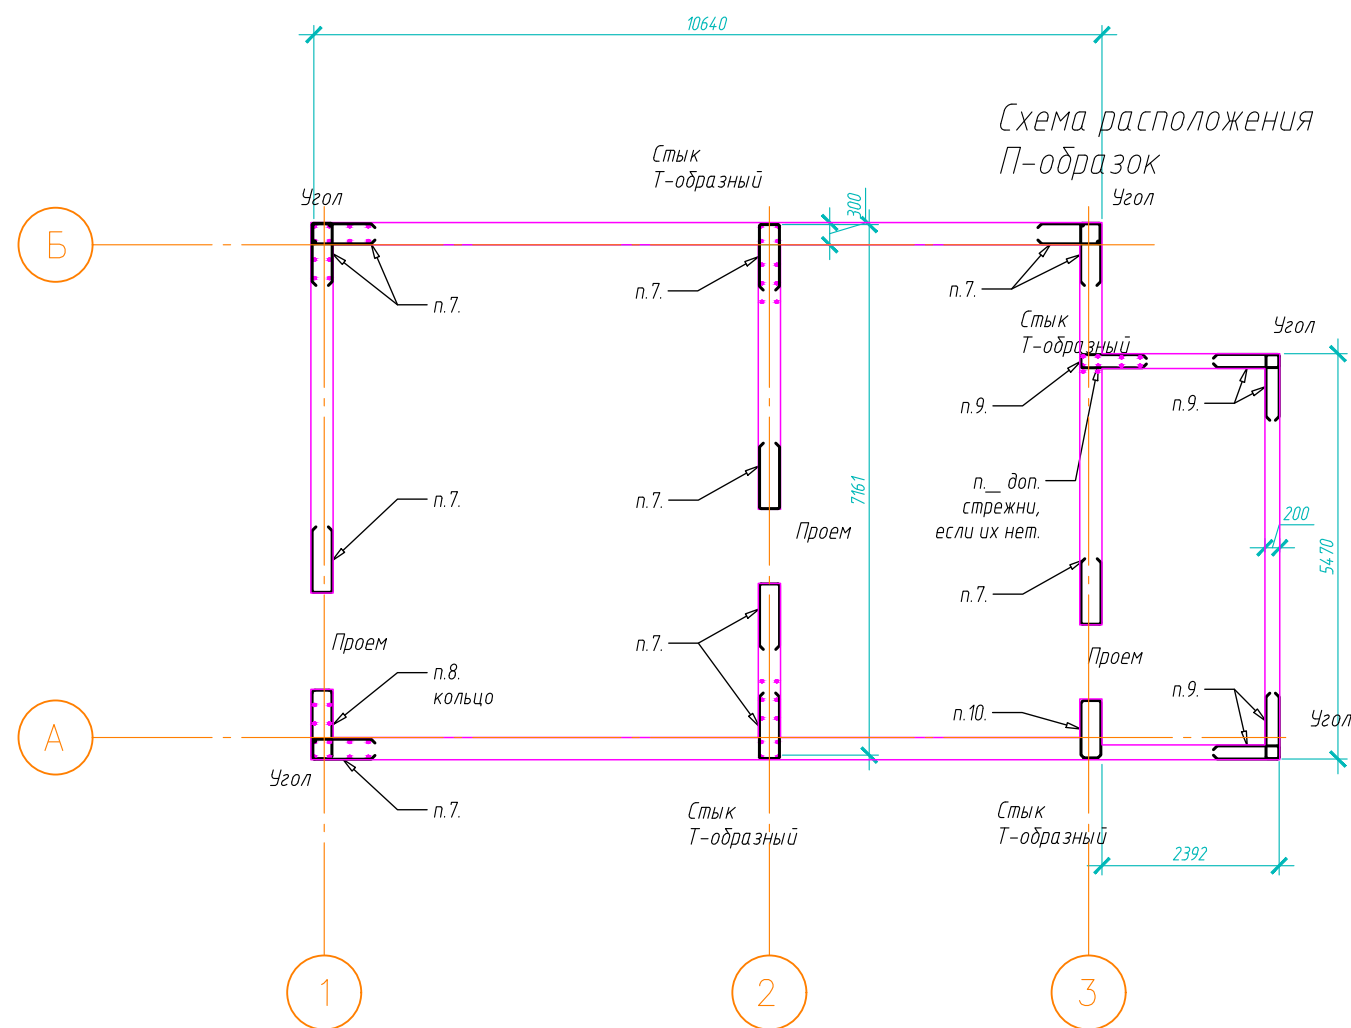 10640
Схема расположения
П-образок
Стык
Т-образный
Угол
Угол
300
Б
п.7.
п.7.
п.7.
Стык
Т-образный
Угол
п.9.
п.9.
п.7.
п.7.
7161
п.__ доп.
стрежни,
если их нет.
Проем
200
5470
п.7.
Проем
п.7.
Проем
п.8.
кольцо
п.9.
п.10.
Угол
А
Угол
п.7.
Стык
Т-образный
Стык
Т-образный
2392
1
2
3